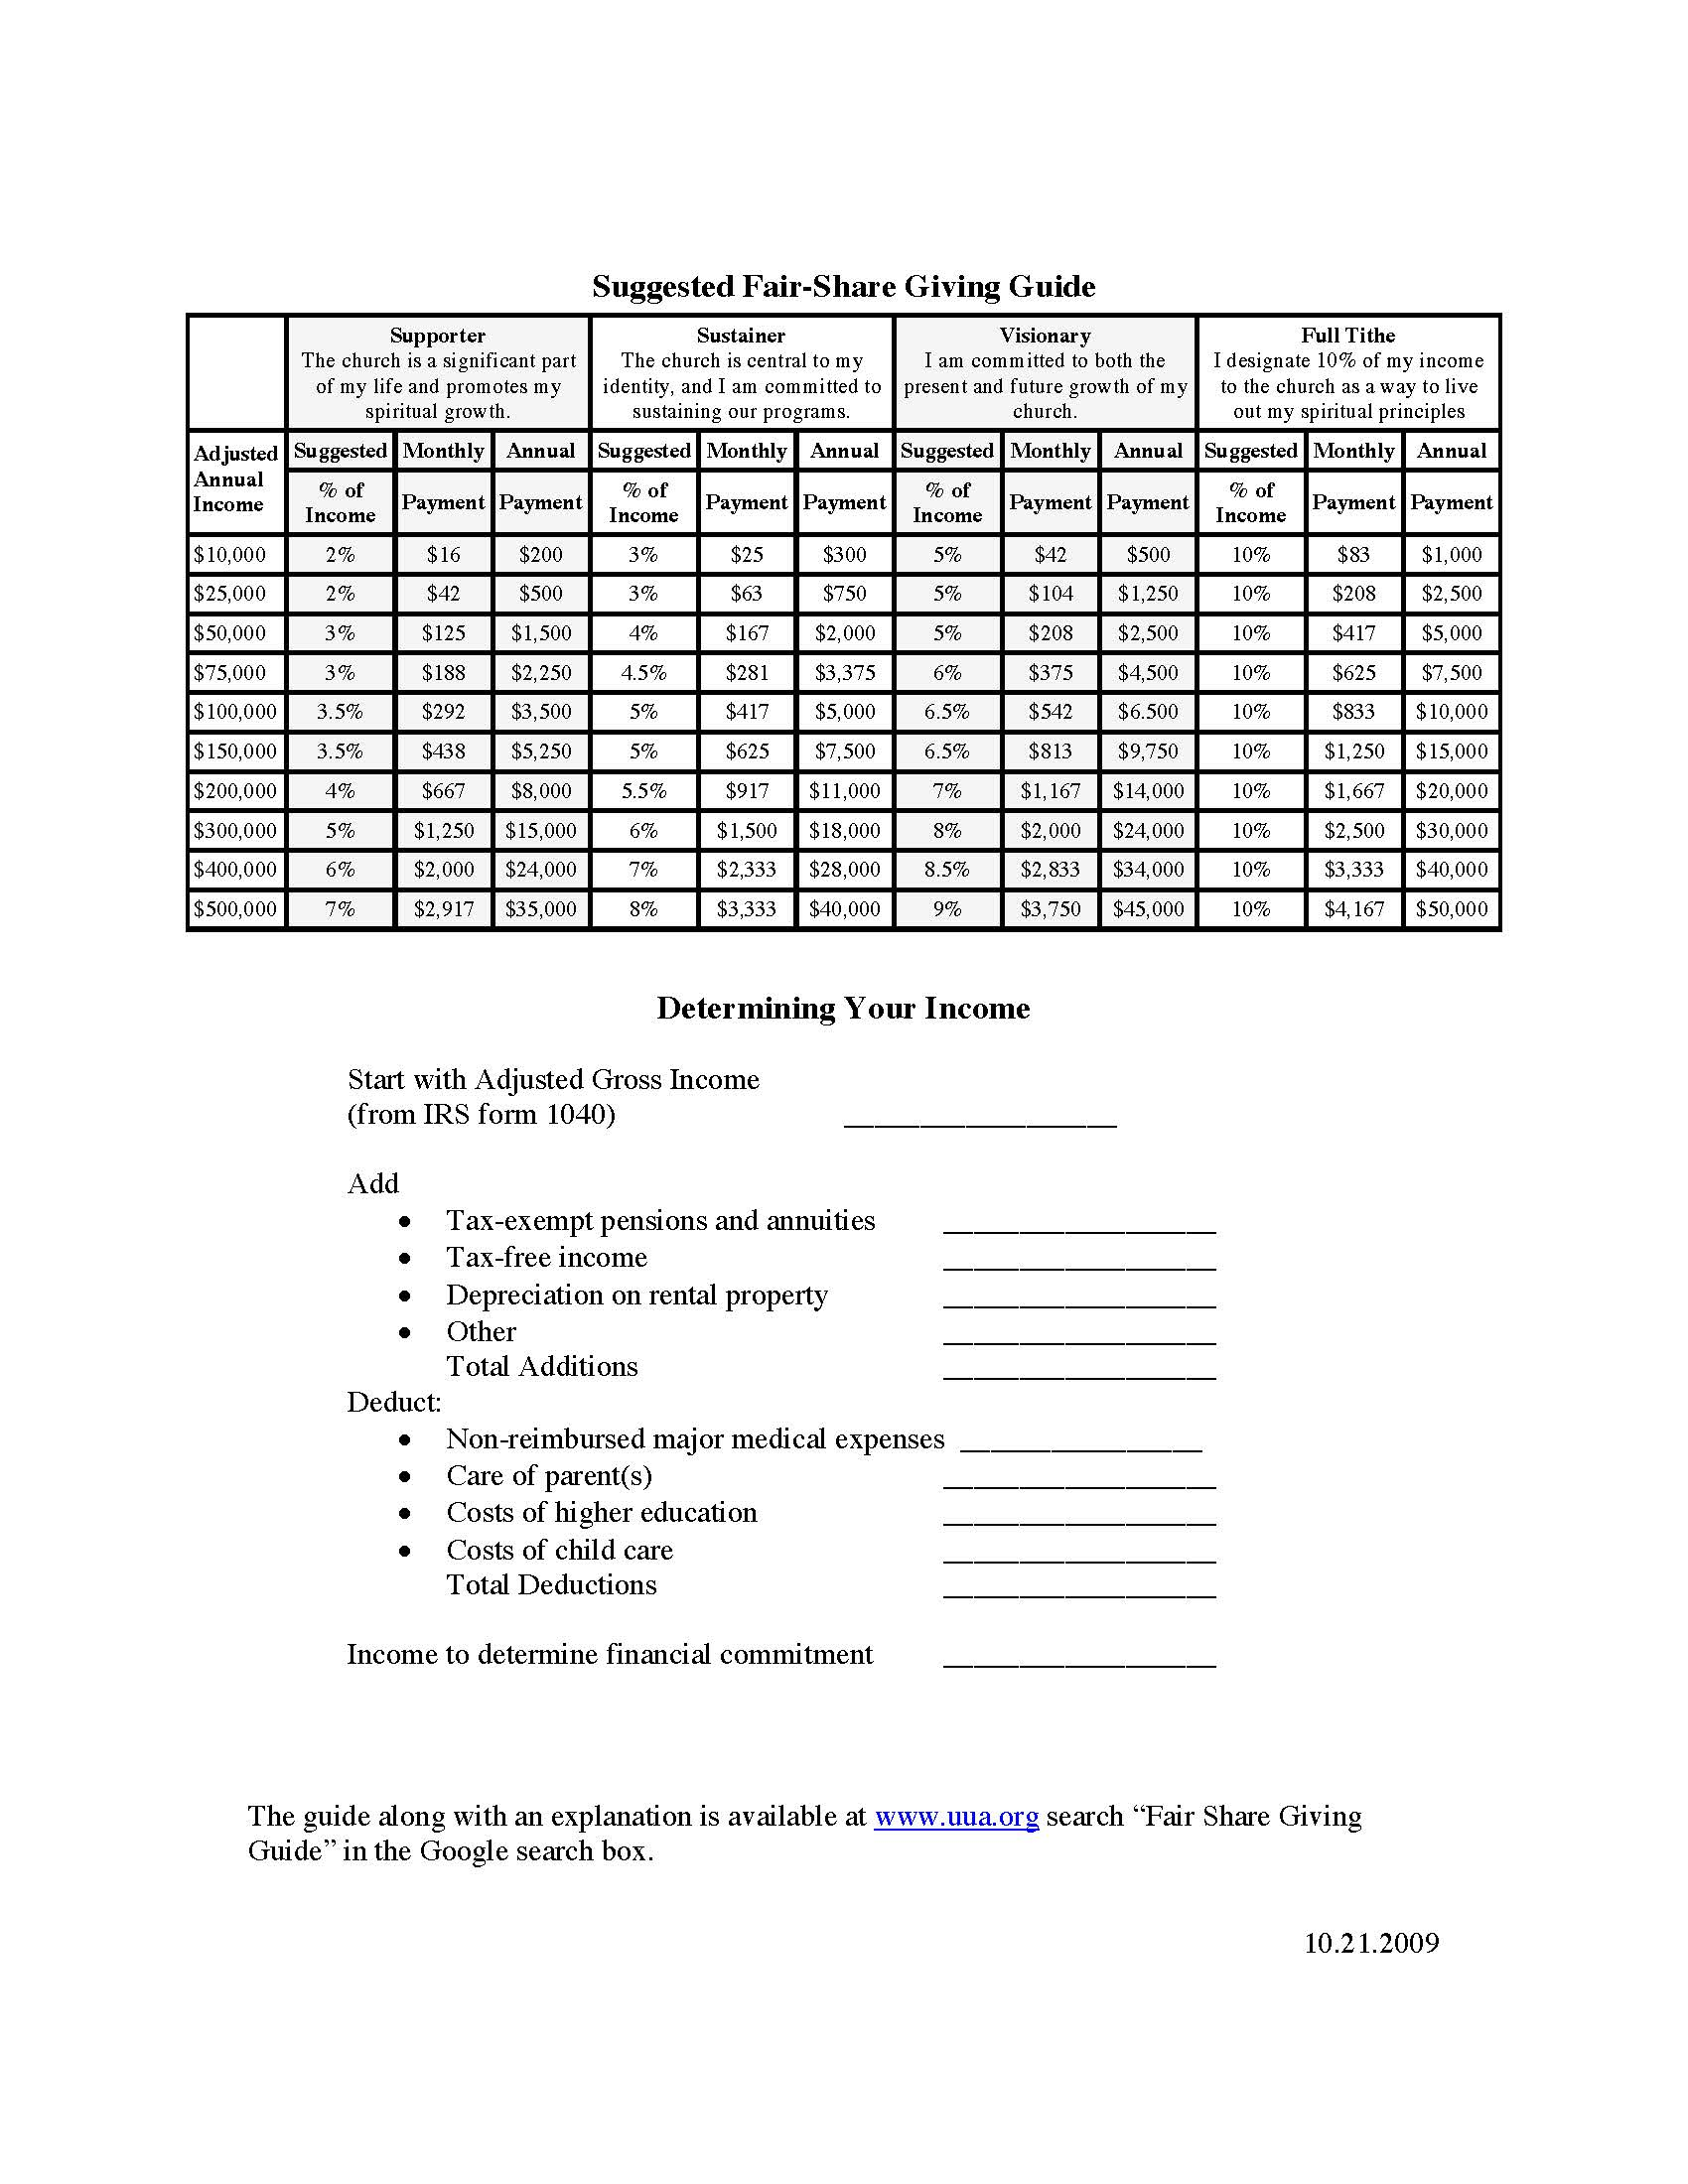 Suggested Fair-Share Giving Guide
Supporter Sustainer Visionary Full Tithe
The church is a significant part The church is central to my I am committed to both the I designate 10% of my income
of my life and promotes my identity, and I am committed to present and future growth of my to the church as a way to live
spiritual growth. sustaining our programs. church. out my spiritual principles
Adjusted Annual Income Suggested Monthly Annual Suggested Monthly Annual Suggested Monthly Annual Suggested Monthly Annual
% of Income Payment Payment % of Income Payment Payment % of Income Payment Payment % of Income Payment Payment
$10,000 2% $16 $200 3% $25 $300 5% $42 $500 10% $83 $1,000
$25,000 2% $42 $500 3% $63 $750 5% $104 $1,250 10% $208 $2,500
$50,000 3% $125 $1,500 4% $167 $2,000 5% $208 $2,500 10% $417 $5,000
$75,000 3% $188 $2,250 4.5% $281 $3,375 6% $375 $4,500 10% $625 $7,500
$100,000 3.5% $292 $3,500 5% $417 $5,000 6.5% $542 $6.500 10% $833 $10,000
$150,000 3.5% $438 $5,250 5% $625 $7,500 6.5% $813 $9,750 10% $1,250 $15,000
$200,000 4% $667 $8,000 5.5% $917 $11,000 7% $1,167 $14,000 10% $1,667 $20,000
$300,000 5% $1,250 $15,000 6% $1,500 $18,000 8% $2,000 $24,000 10% $2,500 $30,000
$400,000 6% $2,000 $24,000 7% $2,333 $28,000 8.5% $2,833 $34,000 10% $3,333 $40,000
$500,000 7% $2,917 $35,000 8% $3,333 $40,000 9% $3,750 $45,000 10% $4,167 $50,000
Determining Your Income
Start with Adjusted Gross Income
(from IRS form 1040) __________________
Add
• Tax-exempt pensions and annuities __________________
• Tax-free income __________________
• Depreciation on rental property __________________
• Other __________________
Total Additions __________________
Deduct:
• Non-reimbursed major medical expenses ________________
• Care of parent(s) __________________
• Costs of higher education __________________
• Costs of child care __________________
Total Deductions __________________
Income to determine financial commitment __________________
The guide along with an explanation is available at www.uua.org search “Fair Share Giving
Guide” in the Google search box.
10.21.2009